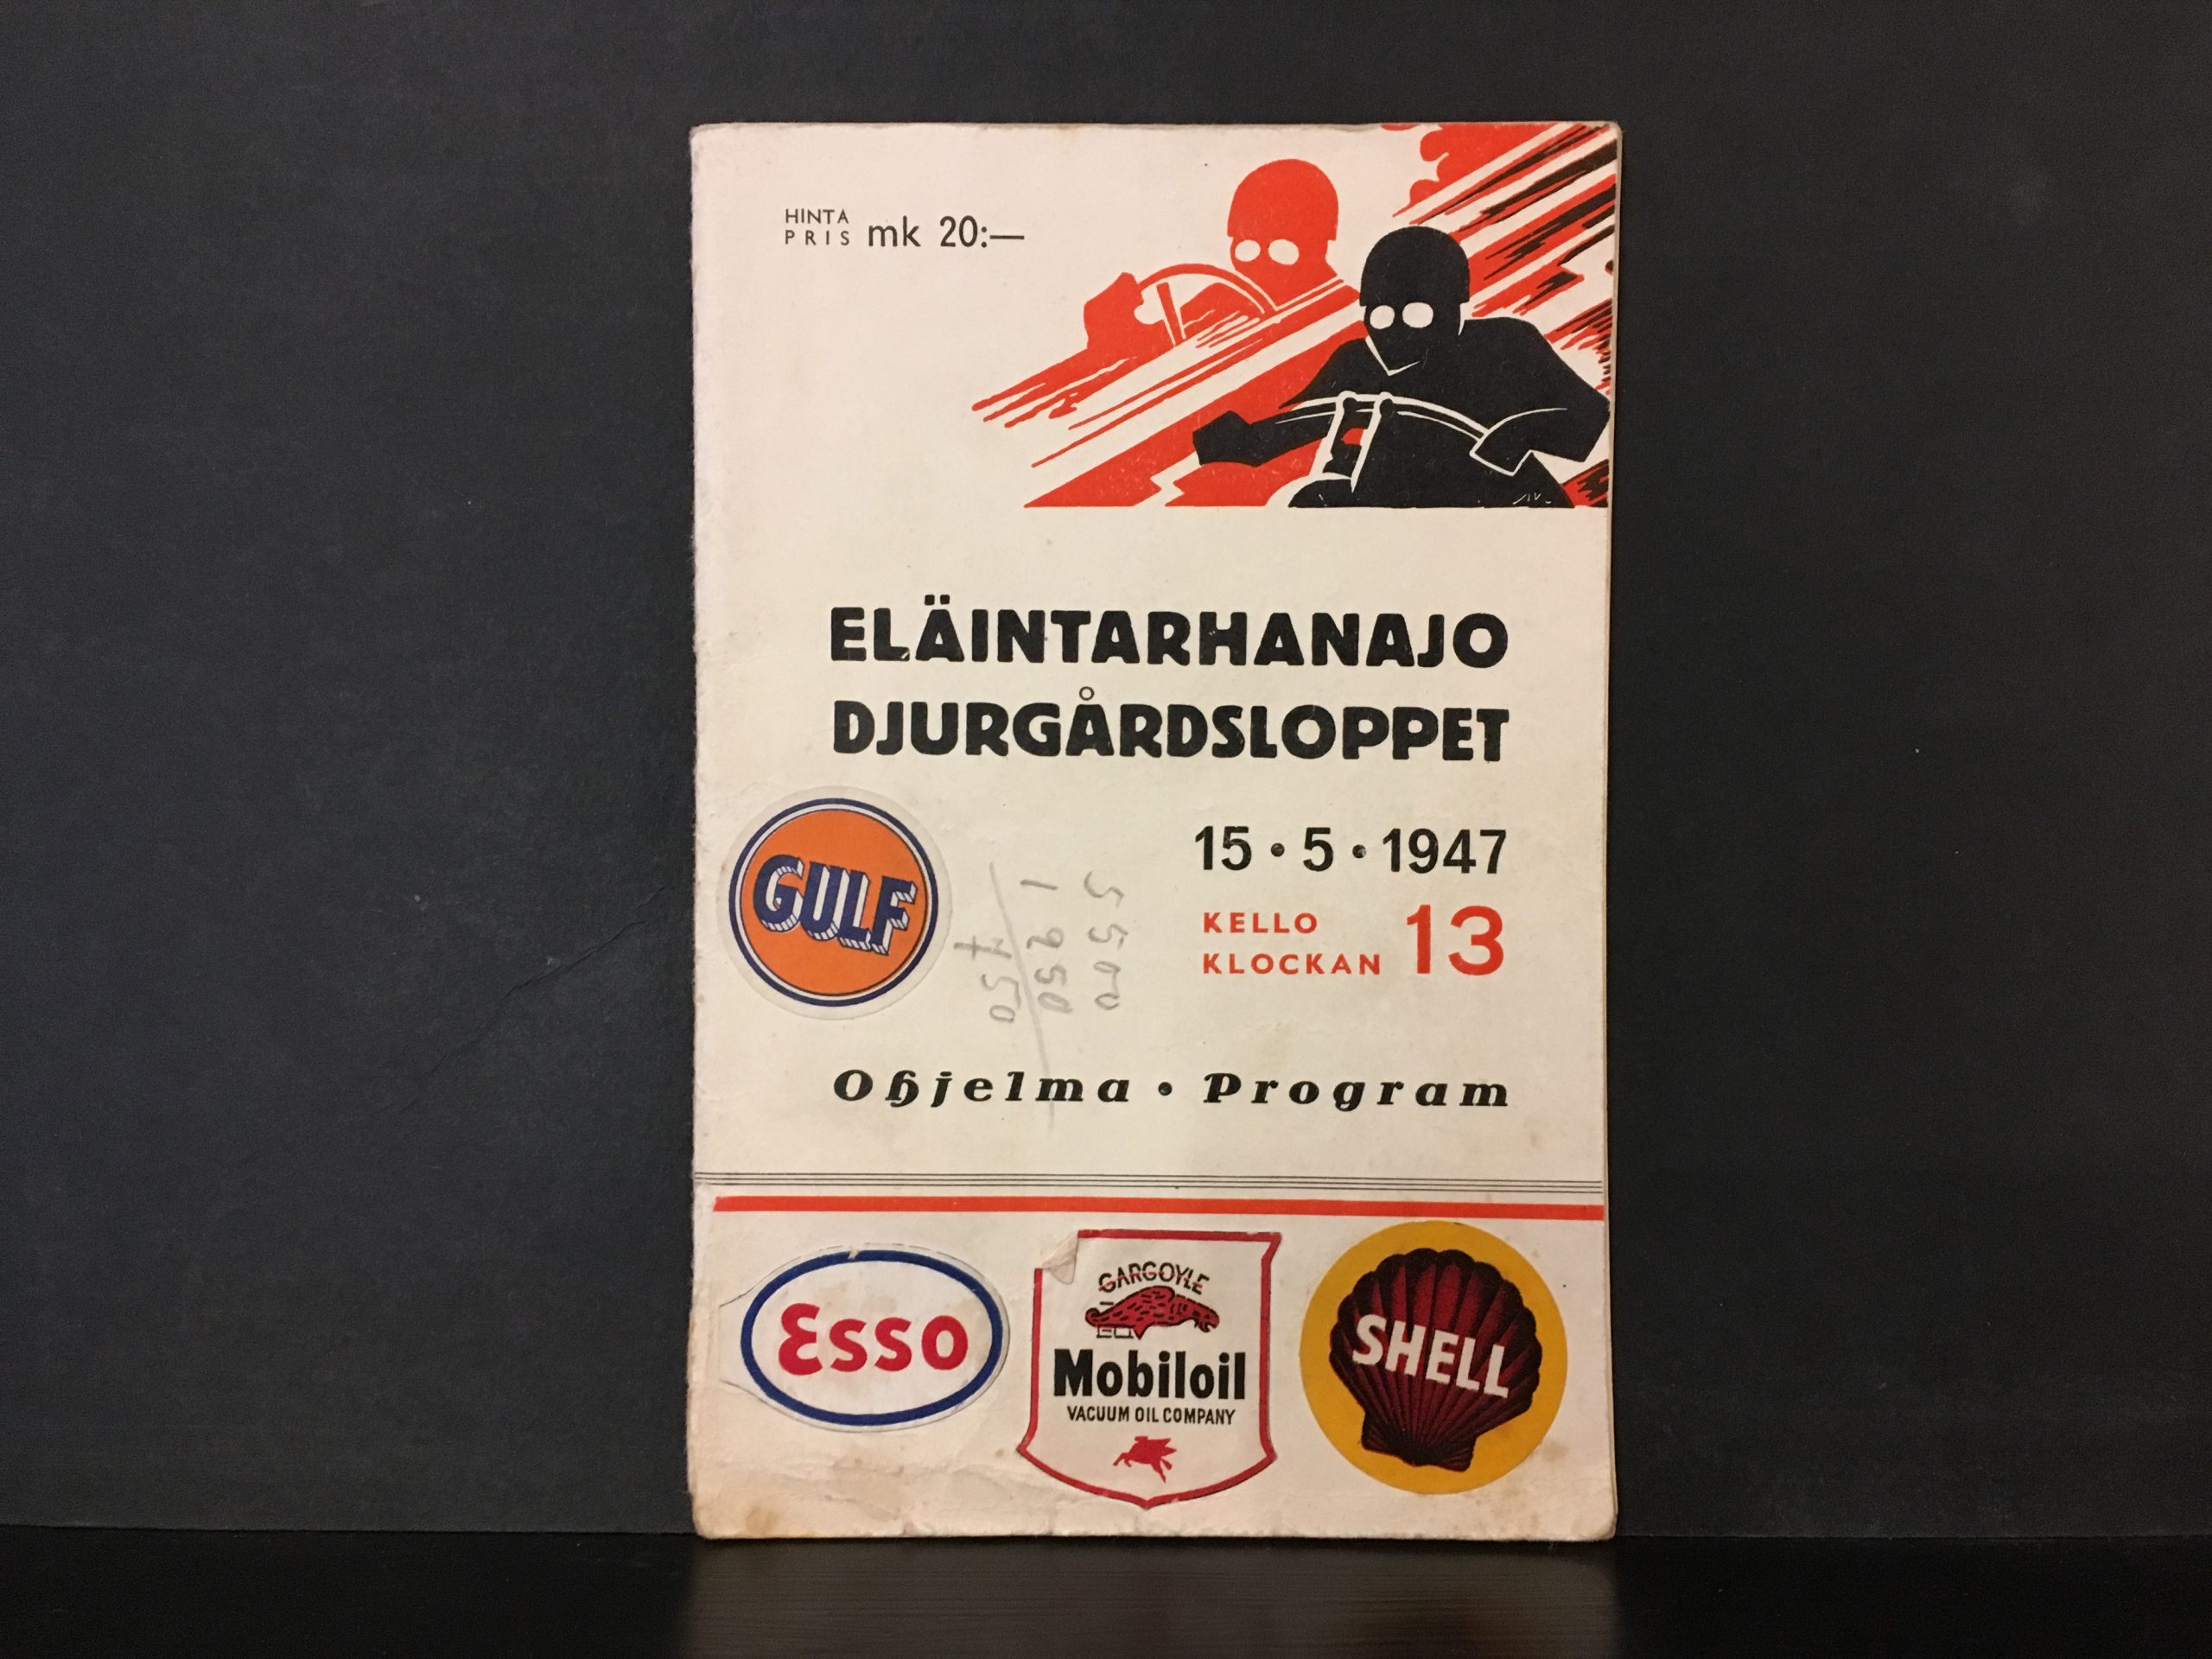 HINTA
PRIS mk 20:—
ELÄINTARHANAJO
DJURGÅRDSLOPPET
15 • 5 • 1947
KELLO
KLOCKAN 13
GULF
Ohjelma • Program
Esso
GARGOYLE
Mobiloil
VACUUM OIL COMPANY
SHELL